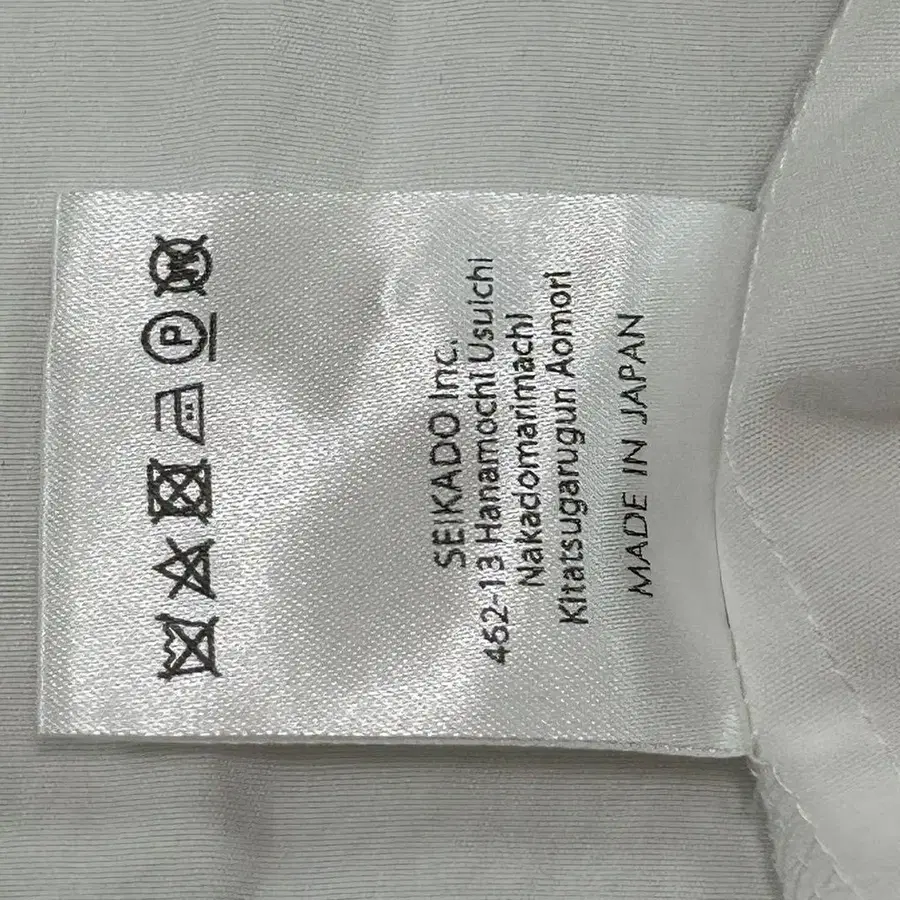 P W
SEIKADO Inc.
462-13 Hanamochi Usuichi
Nakadomarimachi
Kitatsugarugun Aomori
MADE IN JAPAN